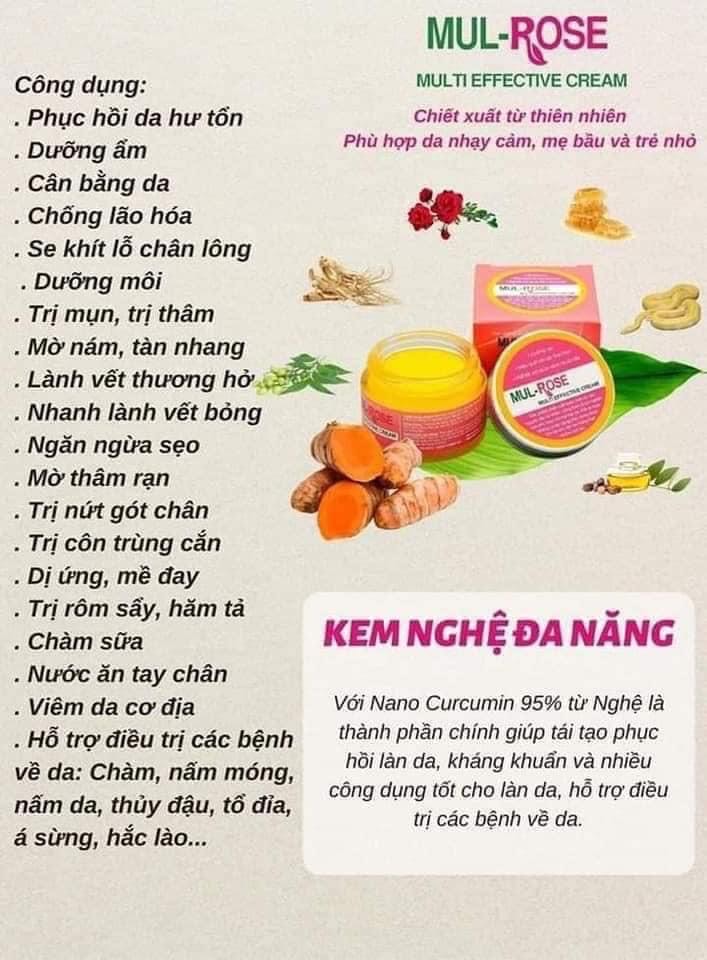 MUL-ROSE
MULTI EFFECTIVE CREAM
Chiết xuất từ thiên nhiên
Phù hợp da nhạy cảm, mẹ bầu và trẻ nhỏ
Công dụng:
. Phục hồi da hư tổn
. Dưỡng ẩm
. Cân bằng da
. Chống lão hóa
. Se khít lỗ chân lông
. Dưỡng môi
. Trị mụn, trị thâm
. Mờ nám, tàn nhang
. Lành vết thương hở
. Nhanh lành vết bỏng
. Ngăn ngừa sẹo
. Mờ thâm rạn
. Trị nứt gót chân
. Trị côn trùng cắn
. Dị ứng, mề đay
. Trị rôm sẩy, hăm tả
. Chàm sữa
. Nước ăn tay chân
. Viêm da cơ địa
. Hỗ trợ điều trị các bệnh
về da: Chàm, nấm móng,
nấm da, thủy đậu, tổ đỉa,
á sừng, hắc lào...
MUL-ROSE
MUL-ROSE
MULTI EFFECTIVE CREAM
KEM NGHỆ ĐA NĂNG
Với Nano Curcumin 95% từ Nghệ là
thành phần chính giúp tái tạo phục
hồi làn da, kháng khuẩn và nhiều
công dụng tốt cho làn da, hỗ trợ điều
trị các bệnh về da.